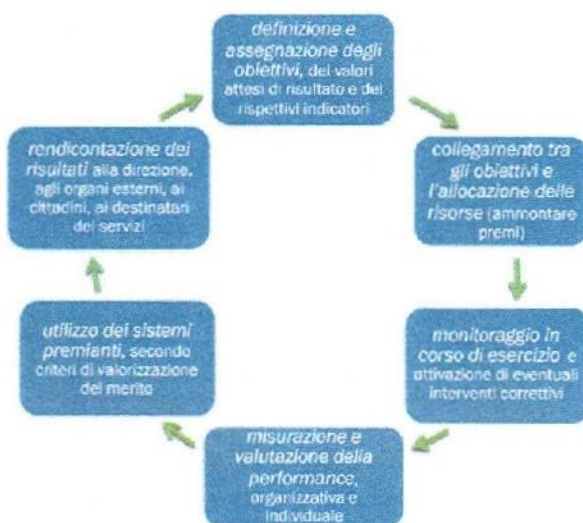 definizione e
assegnazione degli
obiettivi, dei valori
attesi di risultato e dei
rispettivi indicatori
collegamento tra
gli obiettivi e
l'allocazione delle
risorse (ammontare
premi)
monitoraggio in
corso di esercizio e
attivazione di eventuali
interventi correttivi
misurazione e
valutazione della
performance,
organizzativa e
individuale
utilizzo dei sistemi
premianti, secondo
criteri di valorizzazione
del merito
rendicontazione dei
risultati alla direzione,
agli organi esterni, ai
cittadini, ai destinatari
dei servizi